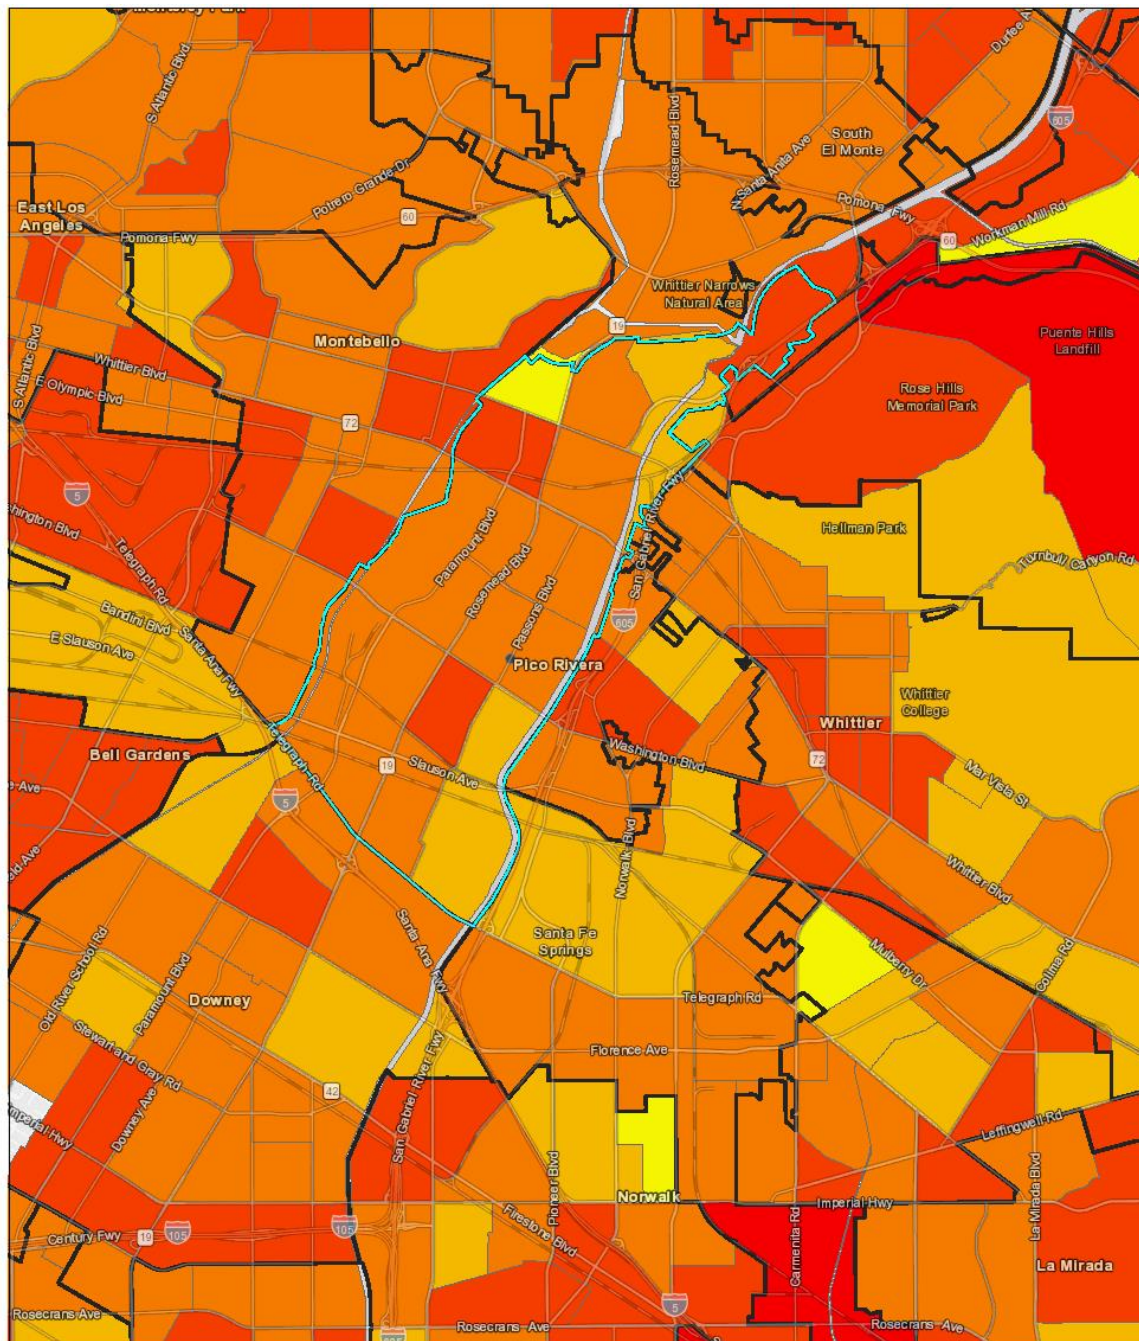 Monterey Park
S Atlantic Blvd
Durfee A
Rosemead Blvd
605
South
El Monte
N Santa Anita Ave
Potrero Grande Dr
Pomona Fwy
East Los
Angeles
60
Pomona Fwy
Workman Mill Rd
60
Whittier Narrows
Natural Area
19
Montebello
Puente Hills
Landfill
S Atlantic Blvd
Whittier Blvd
E Olympic Blvd
Rose Hills
Memorial Park
72
5
shington Blvd
Telegraph Rd
Paramount Blvd
Rosemead Blvd
Passons Blvd
San Gabriel River Fwy
Hellman Park
Turnbull Canyon Rd
Bandini Blvd
Santa Ana Fwy
E Slauson Ave
605
Pico Rivera
Whittier
College
Whittier
Bell Gardens
Telegraph Rd
Washington Blvd
72
19
Slauson Ave
Mar Vista St
e Ave
5
Norwalk Blvd
Whittier Blvd
eld Ave
Santa Ana Fwy
Santa Fe
Springs
Mulberry Dr
Colima Rd
Old River School Rd
Paramount Blvd
Downey
Telegraph Rd
Stewart and Gray Rd
Florence Ave
42
San Gabriel River Fwy
Imperial Hwy
Downey Ave
Leffingwell Rd
Pioneer Blvd
Norwalk
Imperial Hwy
La Mirada Blvd
Firestone Blvd
Carmenita Rd
Century Fwy
19
105
105
La Mirada
5
Rosecrans Ave
605
Rosecrans Ave
Rosecrans Ave